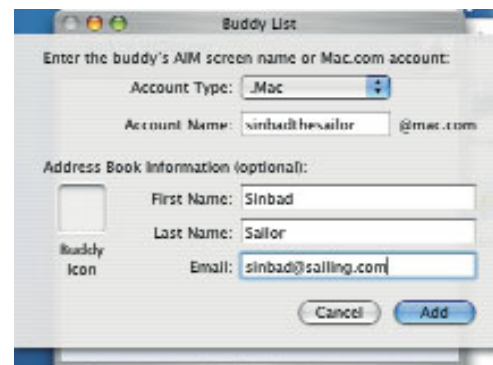 Buddy List
Enter the buddy's AIM screen name or Mac.com account:
Account Type: .Mac
Account Name: sinbadthesailor @mac.com
Address Book Information (optional):
First Name: Sinbad
Last Name: Sailor
Buddy Icon
Email: sinbad@sailing.com
Cancel Add